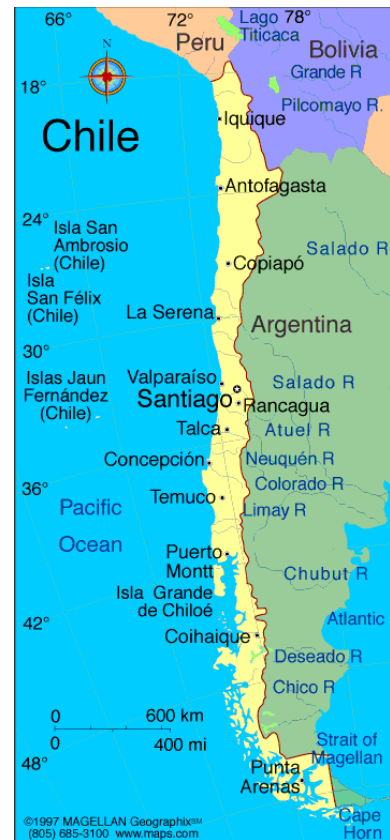 66°
72°
Lago
Titicaca
78°
Peru
Bolivia
N
Grande R
18°
Pilcomayo R.
Iquique
Chile
Antofagasta
24°
Isla San
Ambrosio
(Chile)
Salado R
Copiapó
Isla
San Félix
(Chile)
La Serena
Argentina
30°
Valparaíso
Islas Jaun
Fernández
(Chile)
Salado R
Santiago
Rancagua
Talca
Atuel R
Concepción
Neuquén R
Colorado R
36°
Temuco
Limay R
Pacific
Ocean
Puerto
Montt
Chubut R
Isla Grande
de Chiloé
42°
Atlantic
Coihaique
Deseado R
Chico R
0 600 km
0 400 mi
Strait of
Magellan
48°
Punta
Arenas
Cape
Horn
©1997 MAGELLAN Geographix℠
(805) 685-3100 www.maps.com